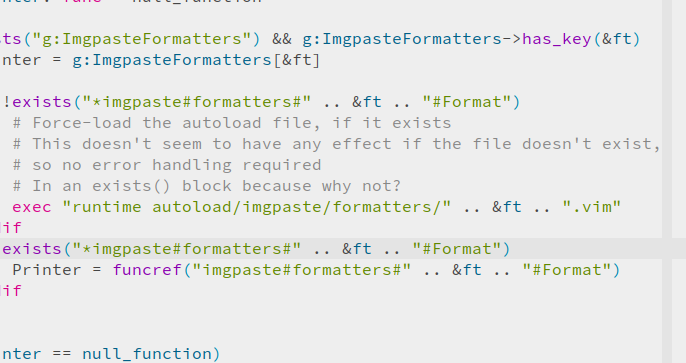 ts("g:ImgpasteFormatters") && g:ImgpasteFormatters->has_key(&ft)
nter = g:ImgpasteFormatters[&ft]
!exists("*imgpaste#formatters#" .. &ft .. "#Format")
# Force-load the autoload file, if it exists
# This doesn't seem to have any effect if the file doesn't exist,
# so no error handling required
# In an exists() block because why not?
exec "runtime autoload/imgpaste/formatters/" .. &ft .. ".vim"
dif
exists("*imgpaste#formatters#" .. &ft .. "#Format")
Printer = funcref("imgpaste#formatters#" .. &ft .. "#Format")
dif
nter == null_function)